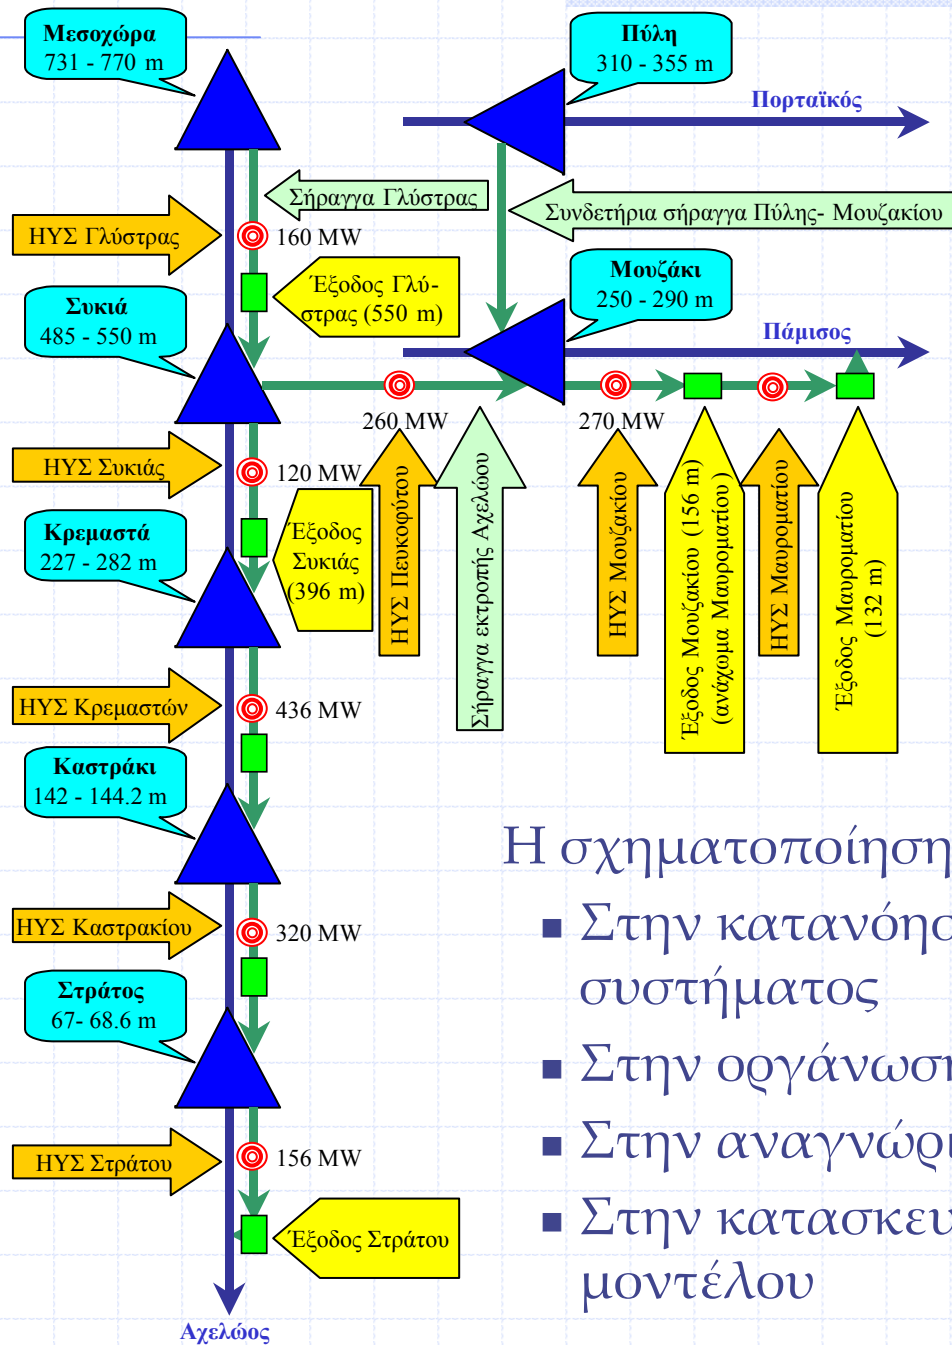 Μεσοχώρα
731 - 770 m
Πύλη
310 - 355 m
Πορταϊκός
Σήραγγα Γλύστρας
Συνδετήρια σήραγγα Πύλης- Μουζακίου
ΗΥΣ Γλύστρας
160 MW
Έξοδος Γλύ-
στρας (550 m)
Μουζάκι
250 - 290 m
Συκιά
485 - 550 m
Πάμισος
260 MW
270 MW
ΗΥΣ Συκιάς
120 MW
Κρεμαστά
227 - 282 m
Έξοδος
Συκιάς
(396 m)
ΗΥΣ Πευκοφύτου
Σήραγγα εκτροπής Αχελώου
ΗΥΣ Μουζακίου
Έξοδος Μουζακίου (156 m)
(ανάχωμα Μαυροματίου)
ΗΥΣ Μαυροματίου
Έξοδος Μαυροματίου
(132 m)
ΗΥΣ Κρεμαστών
436 MW
Καστράκι
142 - 144.2 m
ΗΥΣ Καστρακίου
320 MW
Στράτος
67- 68.6 m
ΗΥΣ Στράτου
156 MW
Έξοδος Στράτου
Αχελώος
Η σχηματοποίηση
▪ Στην κατανόησ
συστήματος
▪ Στην οργάνωση
▪ Στην αναγνώρι
▪ Στην κατασκευ
μοντέλου